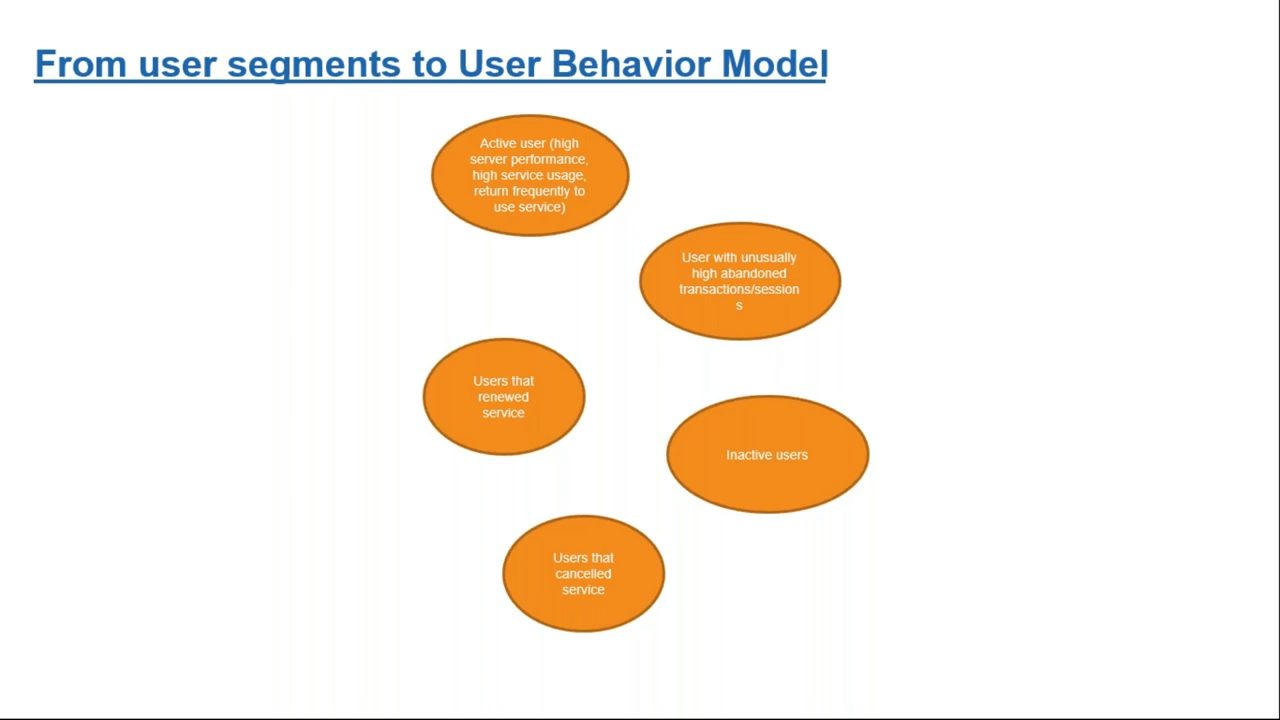 From user segments to User Behavior Model
Active user (high
server performance,
high service usage,
return frequently to
use service)
User with unusually
high abandoned
transactions/session
s
Users that
renewed
service
Inactive users
Users that
cancelled
service